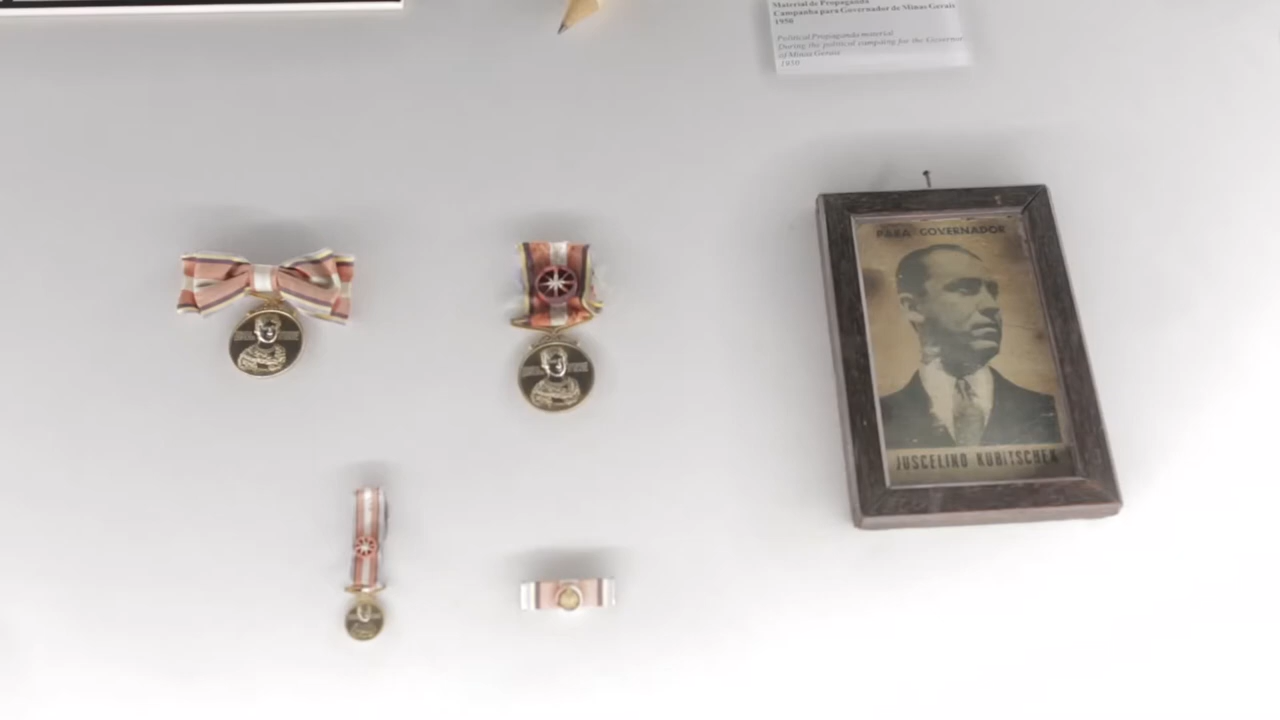 Material de Propaganda
Campanha para Governador de Minas Gerais
1950
Political Propaganda material
During the political campaing for the Governor
of Minas Gerais
1950
PARA GOVERNADOR
JUSCELINO KUBITSCHEK